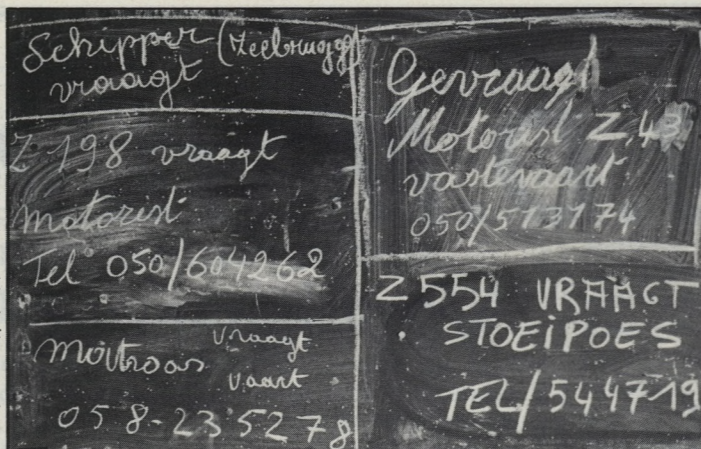 Schipper (Zeebrugge)
vraagt
Z 198 vraagt
motorist
Tel 050/604262
Matroos vraagt
vaart
058-235278
Gevraagd
Motorist Z.43
vastevaart
050/513174
Z 554 VRAAGT
STOEIPOES
TEL/544719